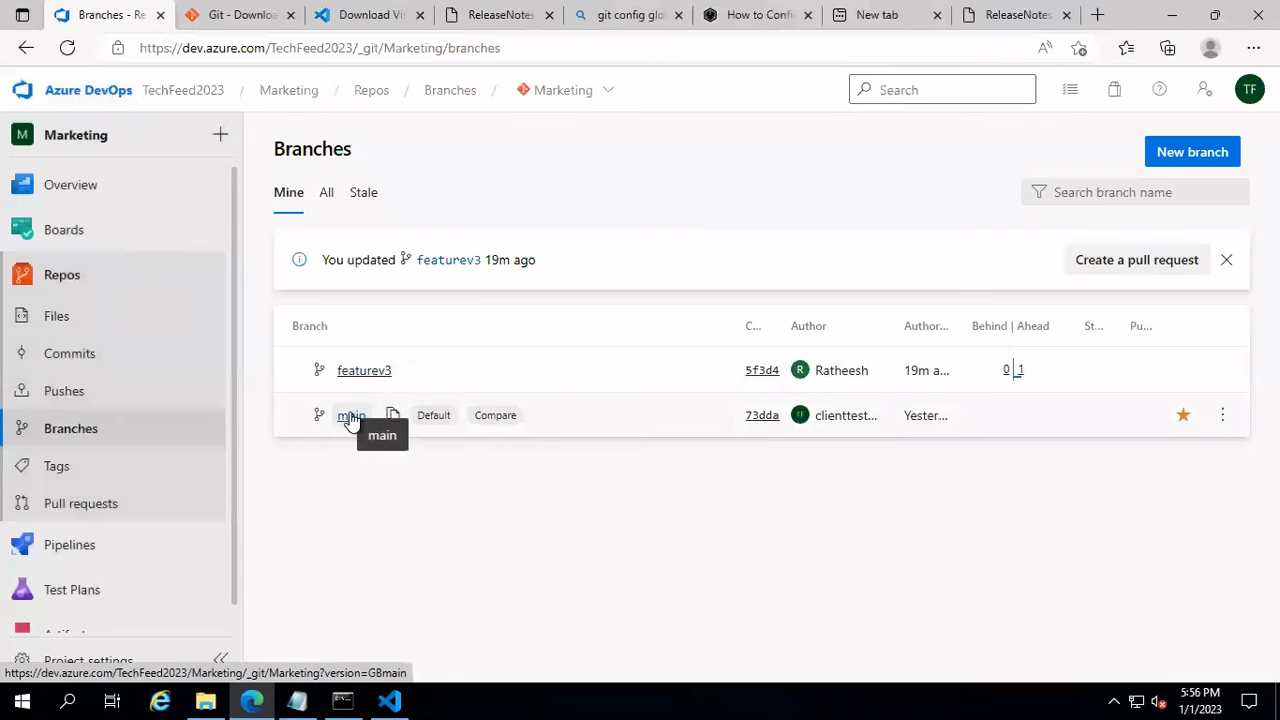 Branches - Re
Git - Downloa
Download Vi
ReleaseNotes
git config glo
How to Confi
New tab
ReleaseNotes
https://dev.azure.com/TechFeed2023/_git/Marketing/branches
Azure DevOps TechFeed2023 / Marketing / Repos / Branches / Marketing
Search
TF
M Marketing
Overview
Boards
Repos
Files
Commits
Pushes
Branches
Tags
Pull requests
Pipelines
Test Plans
Project settings
Branches
New branch
Mine All Stale
Search branch name
You updated featurev3 19m ago
Create a pull request
Branch C... Author Author... Behind | Ahead St... Pu...
featurev3 5f3d4 R Ratheesh 19m a... 0 1
main Default Compare 73dda clienttest... Yester...
main
https://dev.azure.com/TechFeed2023/Marketing/_git/Marketing?version=GBmain
5:56 PM
1/1/2023